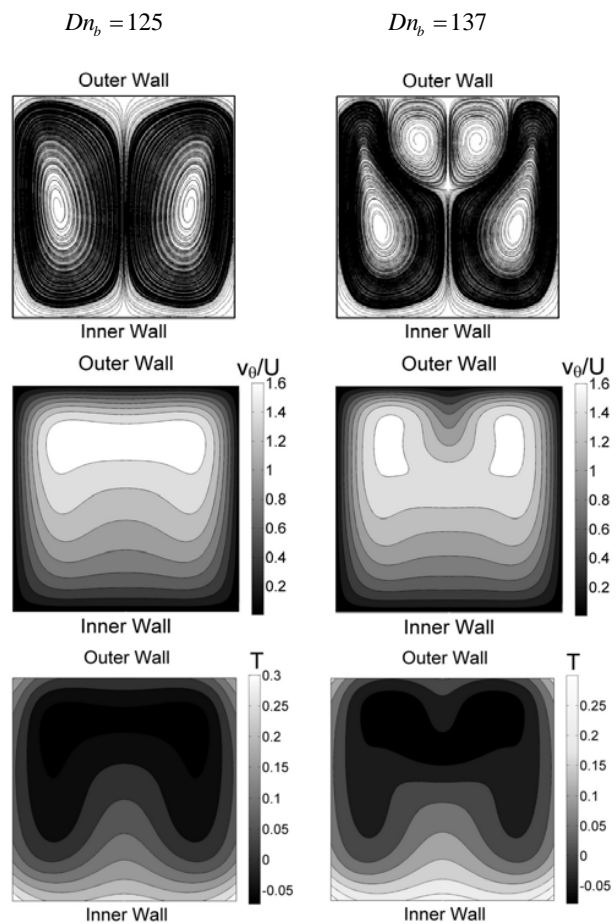 Dn_b = 125
Dn_b = 137
Outer Wall
Outer Wall
Inner Wall
Inner Wall
Outer Wall
v_θ/U
Outer Wall
v_θ/U
1.6
1.4
1.2
1
0.8
0.6
0.4
0.2
1.6
1.4
1.2
1
0.8
0.6
0.4
0.2
Inner Wall
Inner Wall
Outer Wall
T
Outer Wall
T
0.3
0.25
0.2
0.15
0.1
0.05
0
-0.05
0.25
0.2
0.15
0.1
0.05
0
-0.05
Inner Wall
Inner Wall